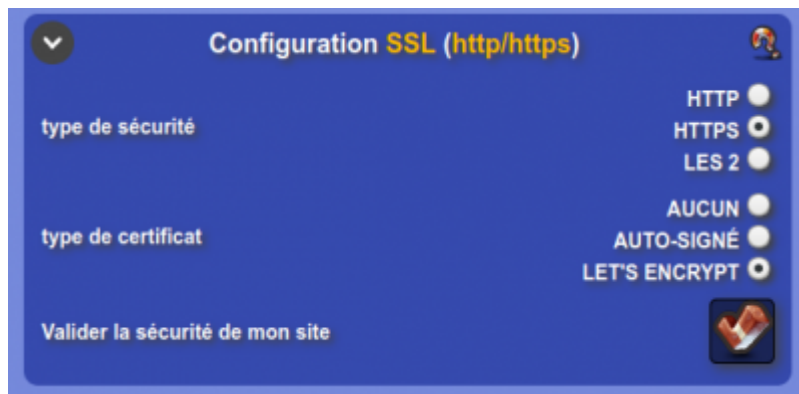 Configuration SSL (http/https)
type de sécurité
HTTP
HTTPS
LES 2
type de certificat
AUCUN
AUTO-SIGNÉ
LET'S ENCRYPT
Valider la sécurité de mon site